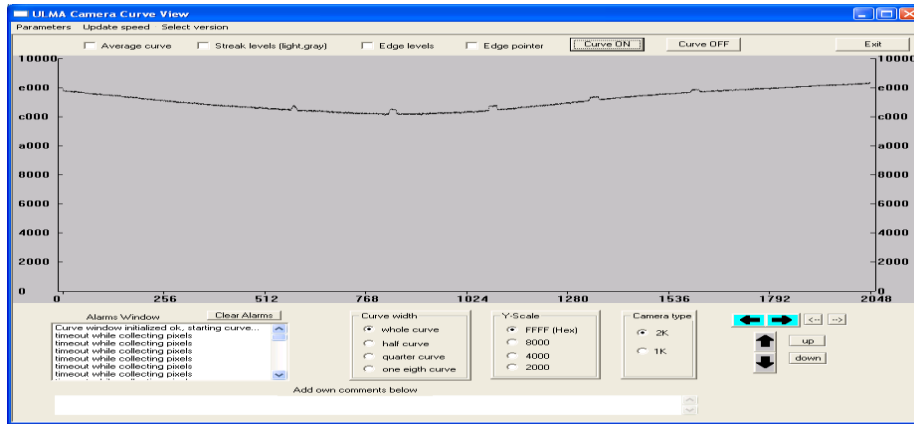 ULMA Camera Curve View
Parameters Update speed Select version
Average curve Streak levels (light,gray) Edge levels Edge pointer Curve ON Curve OFF Exit
10000 10000
e000 e000
c000 c000
a000 a000
8000 8000
6000 6000
4000 4000
2000 2000
0 0
0 256 512 768 1024 1280 1536 1792 2048
Alarms Window Clear Alarms
Curve window initialized ok, starting curve...
timeout while collecting pixels
timeout while collecting pixels
timeout while collecting pixels
timeout while collecting pixels
timeout while collecting pixels
timeout while collecting pixels
Curve width
whole curve
half curve
quarter curve
one eigth curve
Y-Scale
FFFF (Hex)
8000
4000
2000
Camera type
2K
1K
<-- -->
up
down
Add own comments below